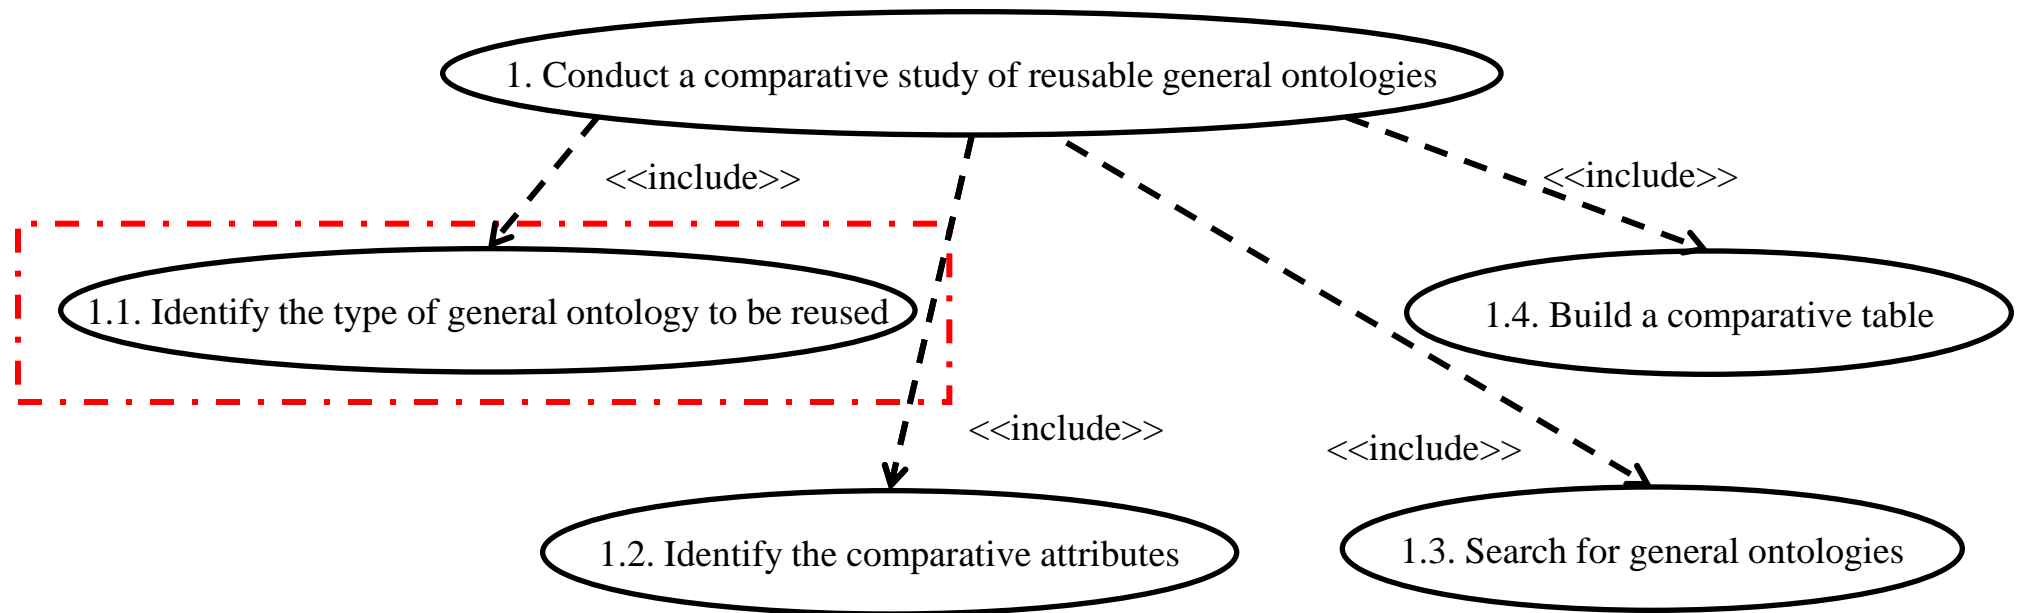 1. Conduct a comparative study of reusable general ontologies
<<include>>
<<include>>
1.1. Identify the type of general ontology to be reused
1.4. Build a comparative table
<<include>>
<<include>>
1.2. Identify the comparative attributes
1.3. Search for general ontologies